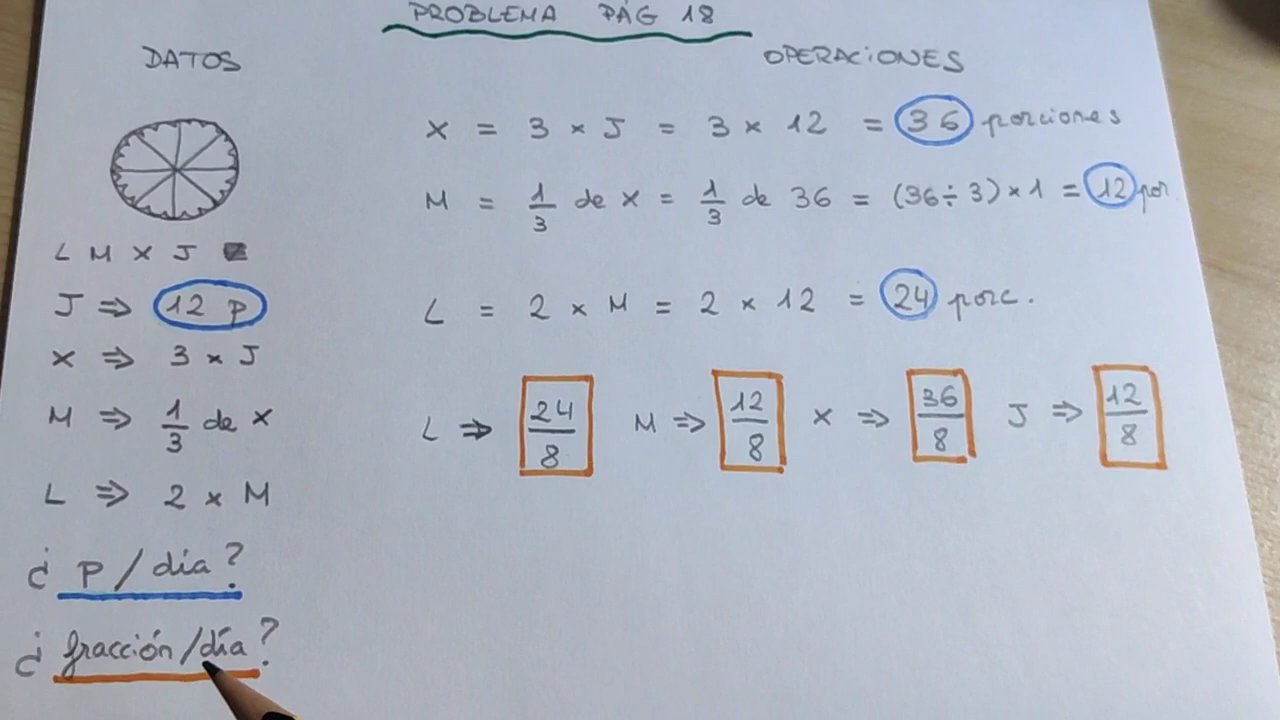 PROBLEMA PÁG 18
DATOS
L M X J
J ⇒ 12 p
X ⇒ 3 x J
M ⇒ 1/3 de X
L ⇒ 2 x M
¿ P / día ?
¿ fracción / día ?
OPERACIONES
X = 3 x J = 3 x 12 = 36 porciones
M = 1/3 de X = 1/3 de 36 = (36 ÷ 3) x 1 = 12 por.
L = 2 x M = 2 x 12 = 24 porc.
L ⇒ 24/8 M ⇒ 12/8 X ⇒ 36/8 J ⇒ 12/8